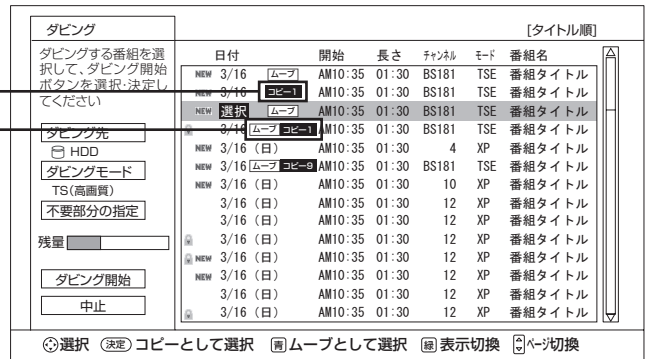 ダビング [タイトル順]
ダビングする番組を選
択して、ダビング開始
ボタンを選択・決定し
てください
ダビング先
HDD
ダビングモード
TS(高画質)
不要部分の指定
残量
ダビング開始
中止
日付 開始 長さ チャンネル モード 番組名
NEW 3/16 ムーブ AM10:35 01:30 BS181 TSE 番組タイトル
NEW 3/16 コピー1 AM10:35 01:30 BS181 TSE 番組タイトル
NEW 選択 ムーブ AM10:35 01:30 BS181 TSE 番組タイトル
3/16 ムーブ コピー1 AM10:35 01:30 BS181 TSE 番組タイトル
NEW 3/16 (日) AM10:35 01:30 4 XP 番組タイトル
NEW 3/16 ムーブ コピー9 AM10:35 01:30 BS181 TSE 番組タイトル
NEW 3/16 (日) AM10:35 01:30 10 XP 番組タイトル
3/16 (日) AM10:35 01:30 12 XP 番組タイトル
3/16 (日) AM10:35 01:30 12 XP 番組タイトル
3/16 (日) AM10:35 01:30 12 XP 番組タイトル
NEW 3/16 (日) AM10:35 01:30 12 XP 番組タイトル
NEW 3/16 (日) AM10:35 01:30 12 XP 番組タイトル
3/16 (日) AM10:35 01:30 12 XP 番組タイトル
3/16 (日) AM10:35 01:30 12 XP 番組タイトル
選択 決定 コピーとして選択 青 ムーブとして選択 緑 表示切換 ページ切換